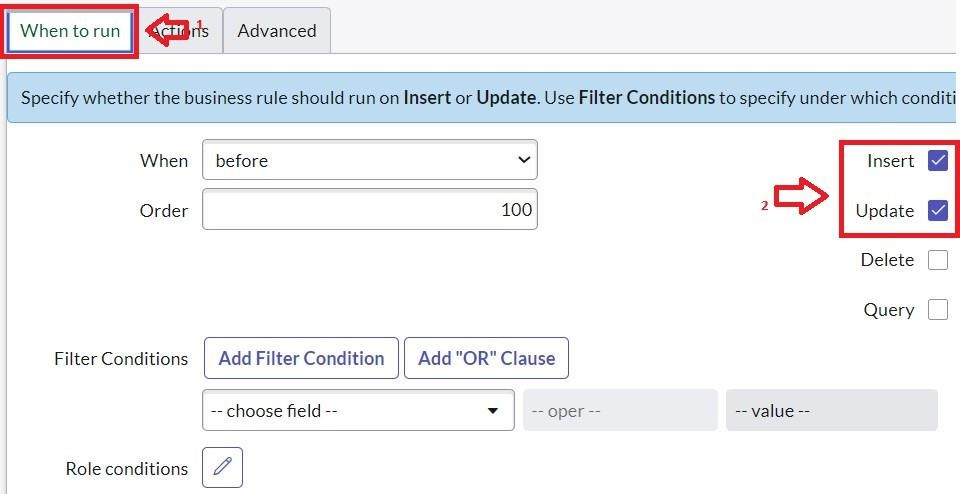 When to run 1 Actions Advanced
Specify whether the business rule should run on Insert or Update. Use Filter Conditions to specify under which conditi
When before Insert
Order 100 2 Update
Delete
Query
Filter Conditions Add Filter Condition Add "OR" Clause
-- choose field -- -- oper -- -- value --
Role conditions